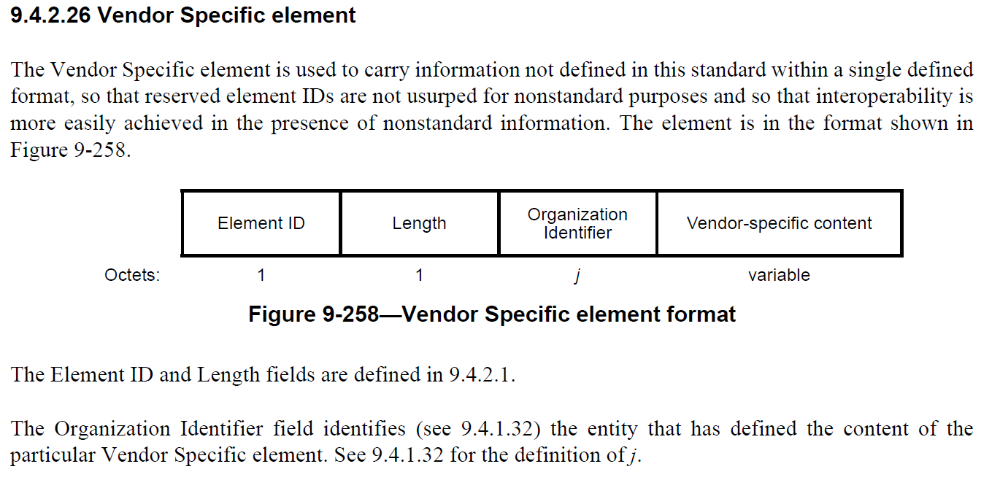 9.4.2.26 Vendor Specific element
The Vendor Specific element is used to carry information not defined in this standard within a single defined
format, so that reserved element IDs are not usurped for nonstandard purposes and so that interoperability is
more easily achieved in the presence of nonstandard information. The element is in the format shown in
Figure 9-258.
Element ID Length Organization Identifier Vendor-specific content
Octets: 1 1 j variable
Figure 9-258—Vendor Specific element format
The Element ID and Length fields are defined in 9.4.2.1.
The Organization Identifier field identifies (see 9.4.1.32) the entity that has defined the content of the
particular Vendor Specific element. See 9.4.1.32 for the definition of j.